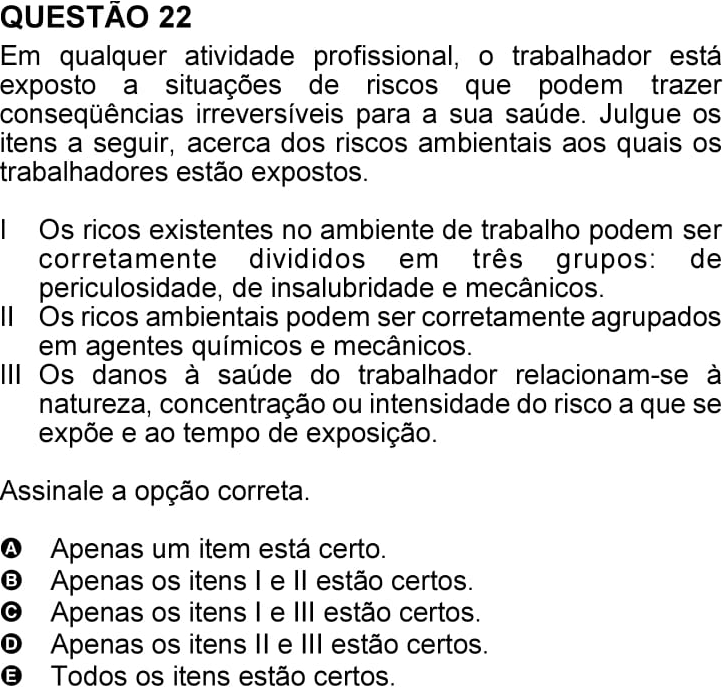 QUESTÃO 22
Em qualquer atividade profissional, o trabalhador está
exposto a situações de riscos que podem trazer
conseqüências irreversíveis para a sua saúde. Julgue os
itens a seguir, acerca dos riscos ambientais aos quais os
trabalhadores estão expostos.
I Os ricos existentes no ambiente de trabalho podem ser
corretamente divididos em três grupos: de
periculosidade, de insalubridade e mecânicos.
II Os ricos ambientais podem ser corretamente agrupados
em agentes químicos e mecânicos.
III Os danos à saúde do trabalhador relacionam-se à
natureza, concentração ou intensidade do risco a que se
expõe e ao tempo de exposição.
Assinale a opção correta.
A Apenas um item está certo.
B Apenas os itens I e II estão certos.
C Apenas os itens I e III estão certos.
D Apenas os itens II e III estão certos.
E Todos os itens estão certos.